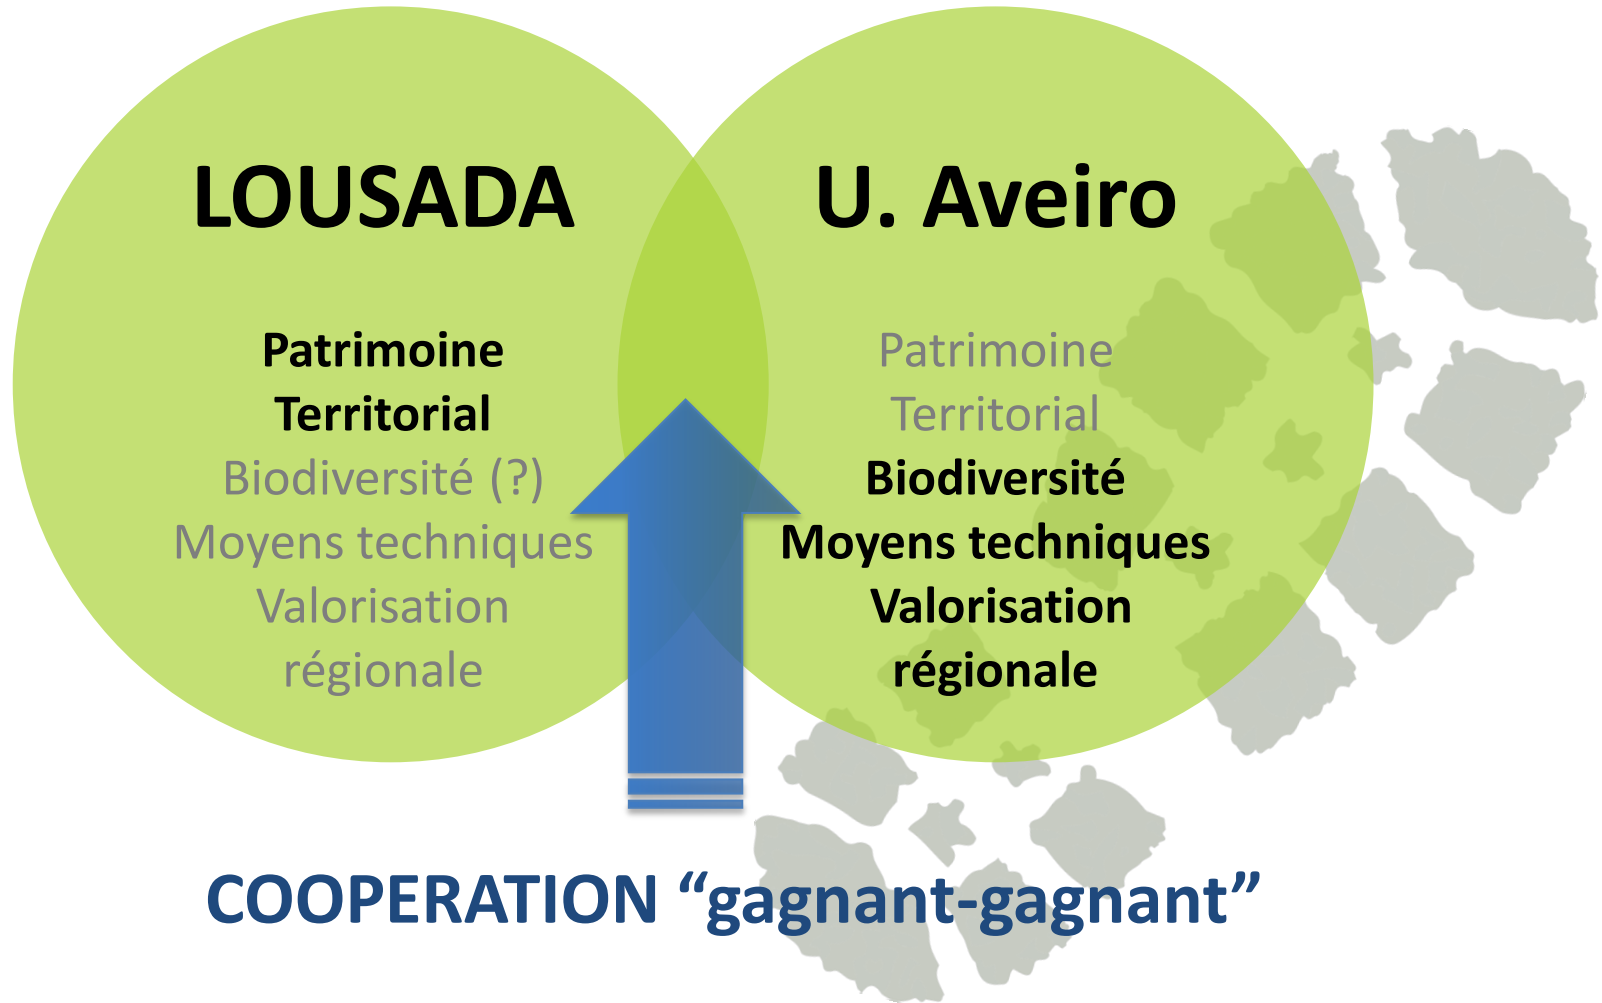 LOUSADA
Patrimoine
Territorial
Biodiversité (?)
Moyens techniques
Valorisation
régionale
U. Aveiro
Patrimoine
Territorial
Biodiversité
Moyens techniques
Valorisation
régionale
COOPERATION “gagnant-gagnant”